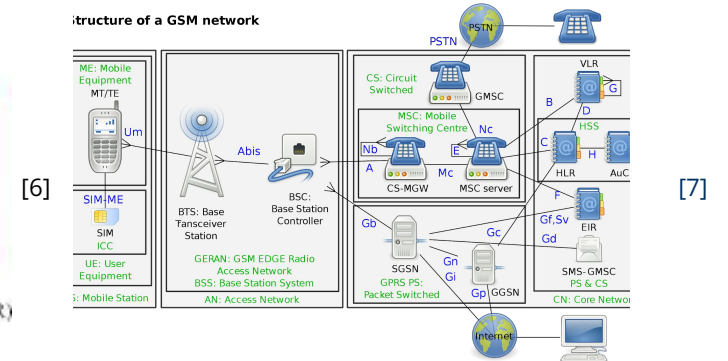 Structure of a GSM network
PSTN
PSTN
ME: Mobile
Equipment
MT/TE
Um
SIM-ME
SIM
ICC
UE: User
Equipment
: Mobile Station
BTS: Base
Tansceiver
Station
Abis
BSC:
Base Station
Controller
GERAN: GSM EDGE Radio
Access Network
BSS: Base Station System
AN: Access Network
CS: Circuit
Switched
GMSC
MSC: Mobile
Switching Centre
Nc
Nb
E
A
Mc
CS-MGW
MSC server
Gb
SGSN
GPRS PS:
Packet Switched
Gn
Gi
Gc
Gp
GGSN
Internet
VLR
G
B
D
HSS
C
H
HLR
AuC
F
EIR
Gf,Sv
Gd
SMS-GMSC
PS & CS
CN: Core Networ
[6]
[7]